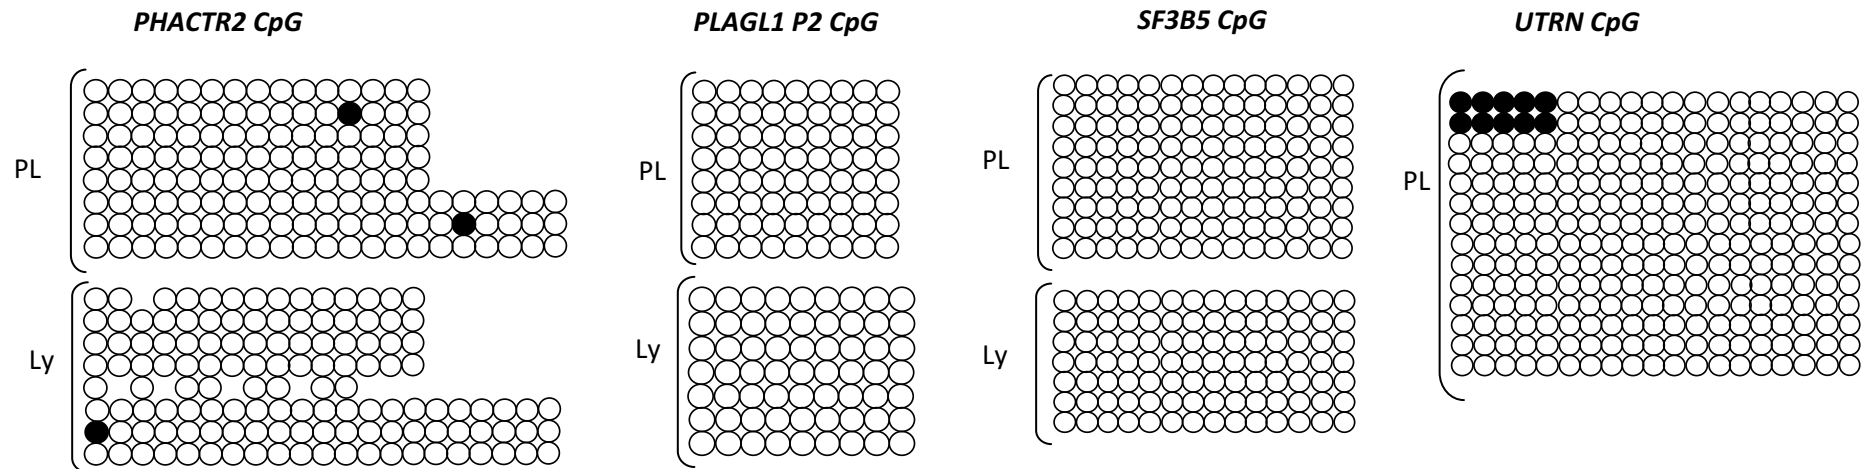 PHACTR2 CpG
PLAGL1 P2 CpG
SF3B5 CpG
UTRN CpG
PL
PL
PL
PL
Ly
Ly
Ly